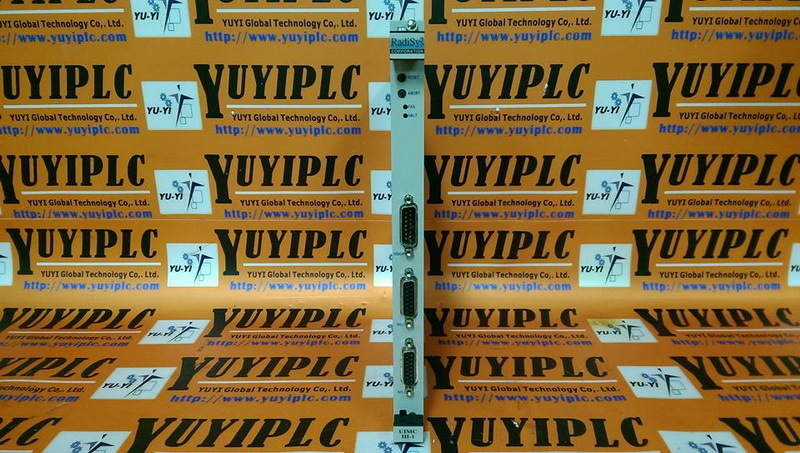 RadiSys
CORPORATION
RESET
ABORT
FAIL
HALT
UIMC
III-1
YUYIPLC
YUYI Global Technology Co,. Ltd.
http://www.yuyiplc.com
YU-YI